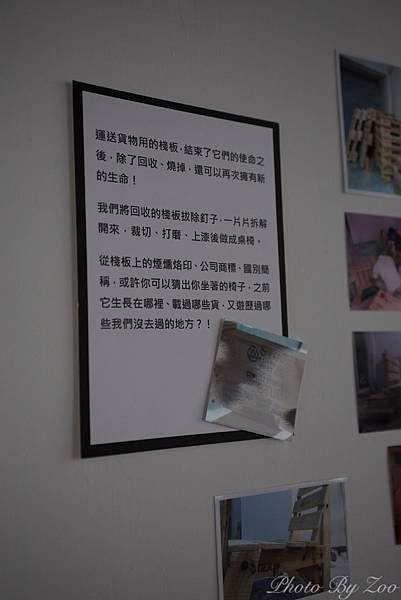 運送貨物用的棧板，結束了它們的使命之
後，除了回收、燒掉，還可以再次擁有新
的生命！
我們將回收的棧板拔除釘子，一片片拆解
開來，裁切、打磨、上漆後做成桌椅。
從棧板上的煙燻烙印、公司商標、國別簡
稱，或許你可以猜出你坐著的椅子，之前
它生長在哪裡、載過哪些貨，又遊歷過哪
些我們沒去過的地方？！
Photo By Zoo